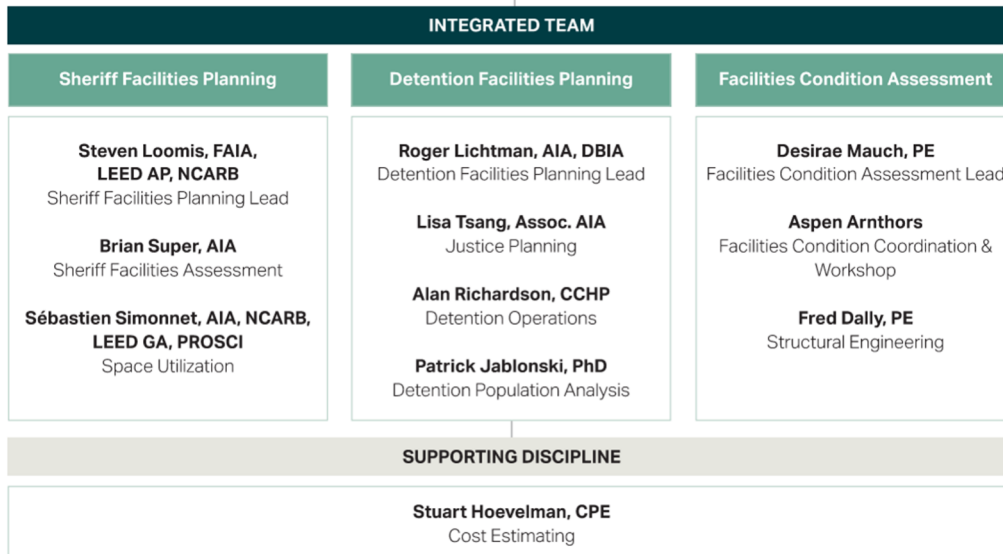 INTEGRATED TEAM
Sheriff Facilities Planning
Steven Loomis, FAIA,
LEED AP, NCARB
Sheriff Facilities Planning Lead
Brian Super, AIA
Sheriff Facilities Assessment
Sébastien Simonnet, AIA, NCARB,
LEED GA, PROSCI
Space Utilization
Detention Facilities Planning
Roger Lichtman, AIA, DBIA
Detention Facilities Planning Lead
Lisa Tsang, Assoc. AIA
Justice Planning
Alan Richardson, CCHP
Detention Operations
Patrick Jablonski, PhD
Detention Population Analysis
Facilities Condition Assessment
Desirae Mauch, PE
Facilities Condition Assessment Lead
Aspen Arnthors
Facilities Condition Coordination &
Workshop
Fred Dally, PE
Structural Engineering
SUPPORTING DISCIPLINE
Stuart Hoevelman, CPE
Cost Estimating